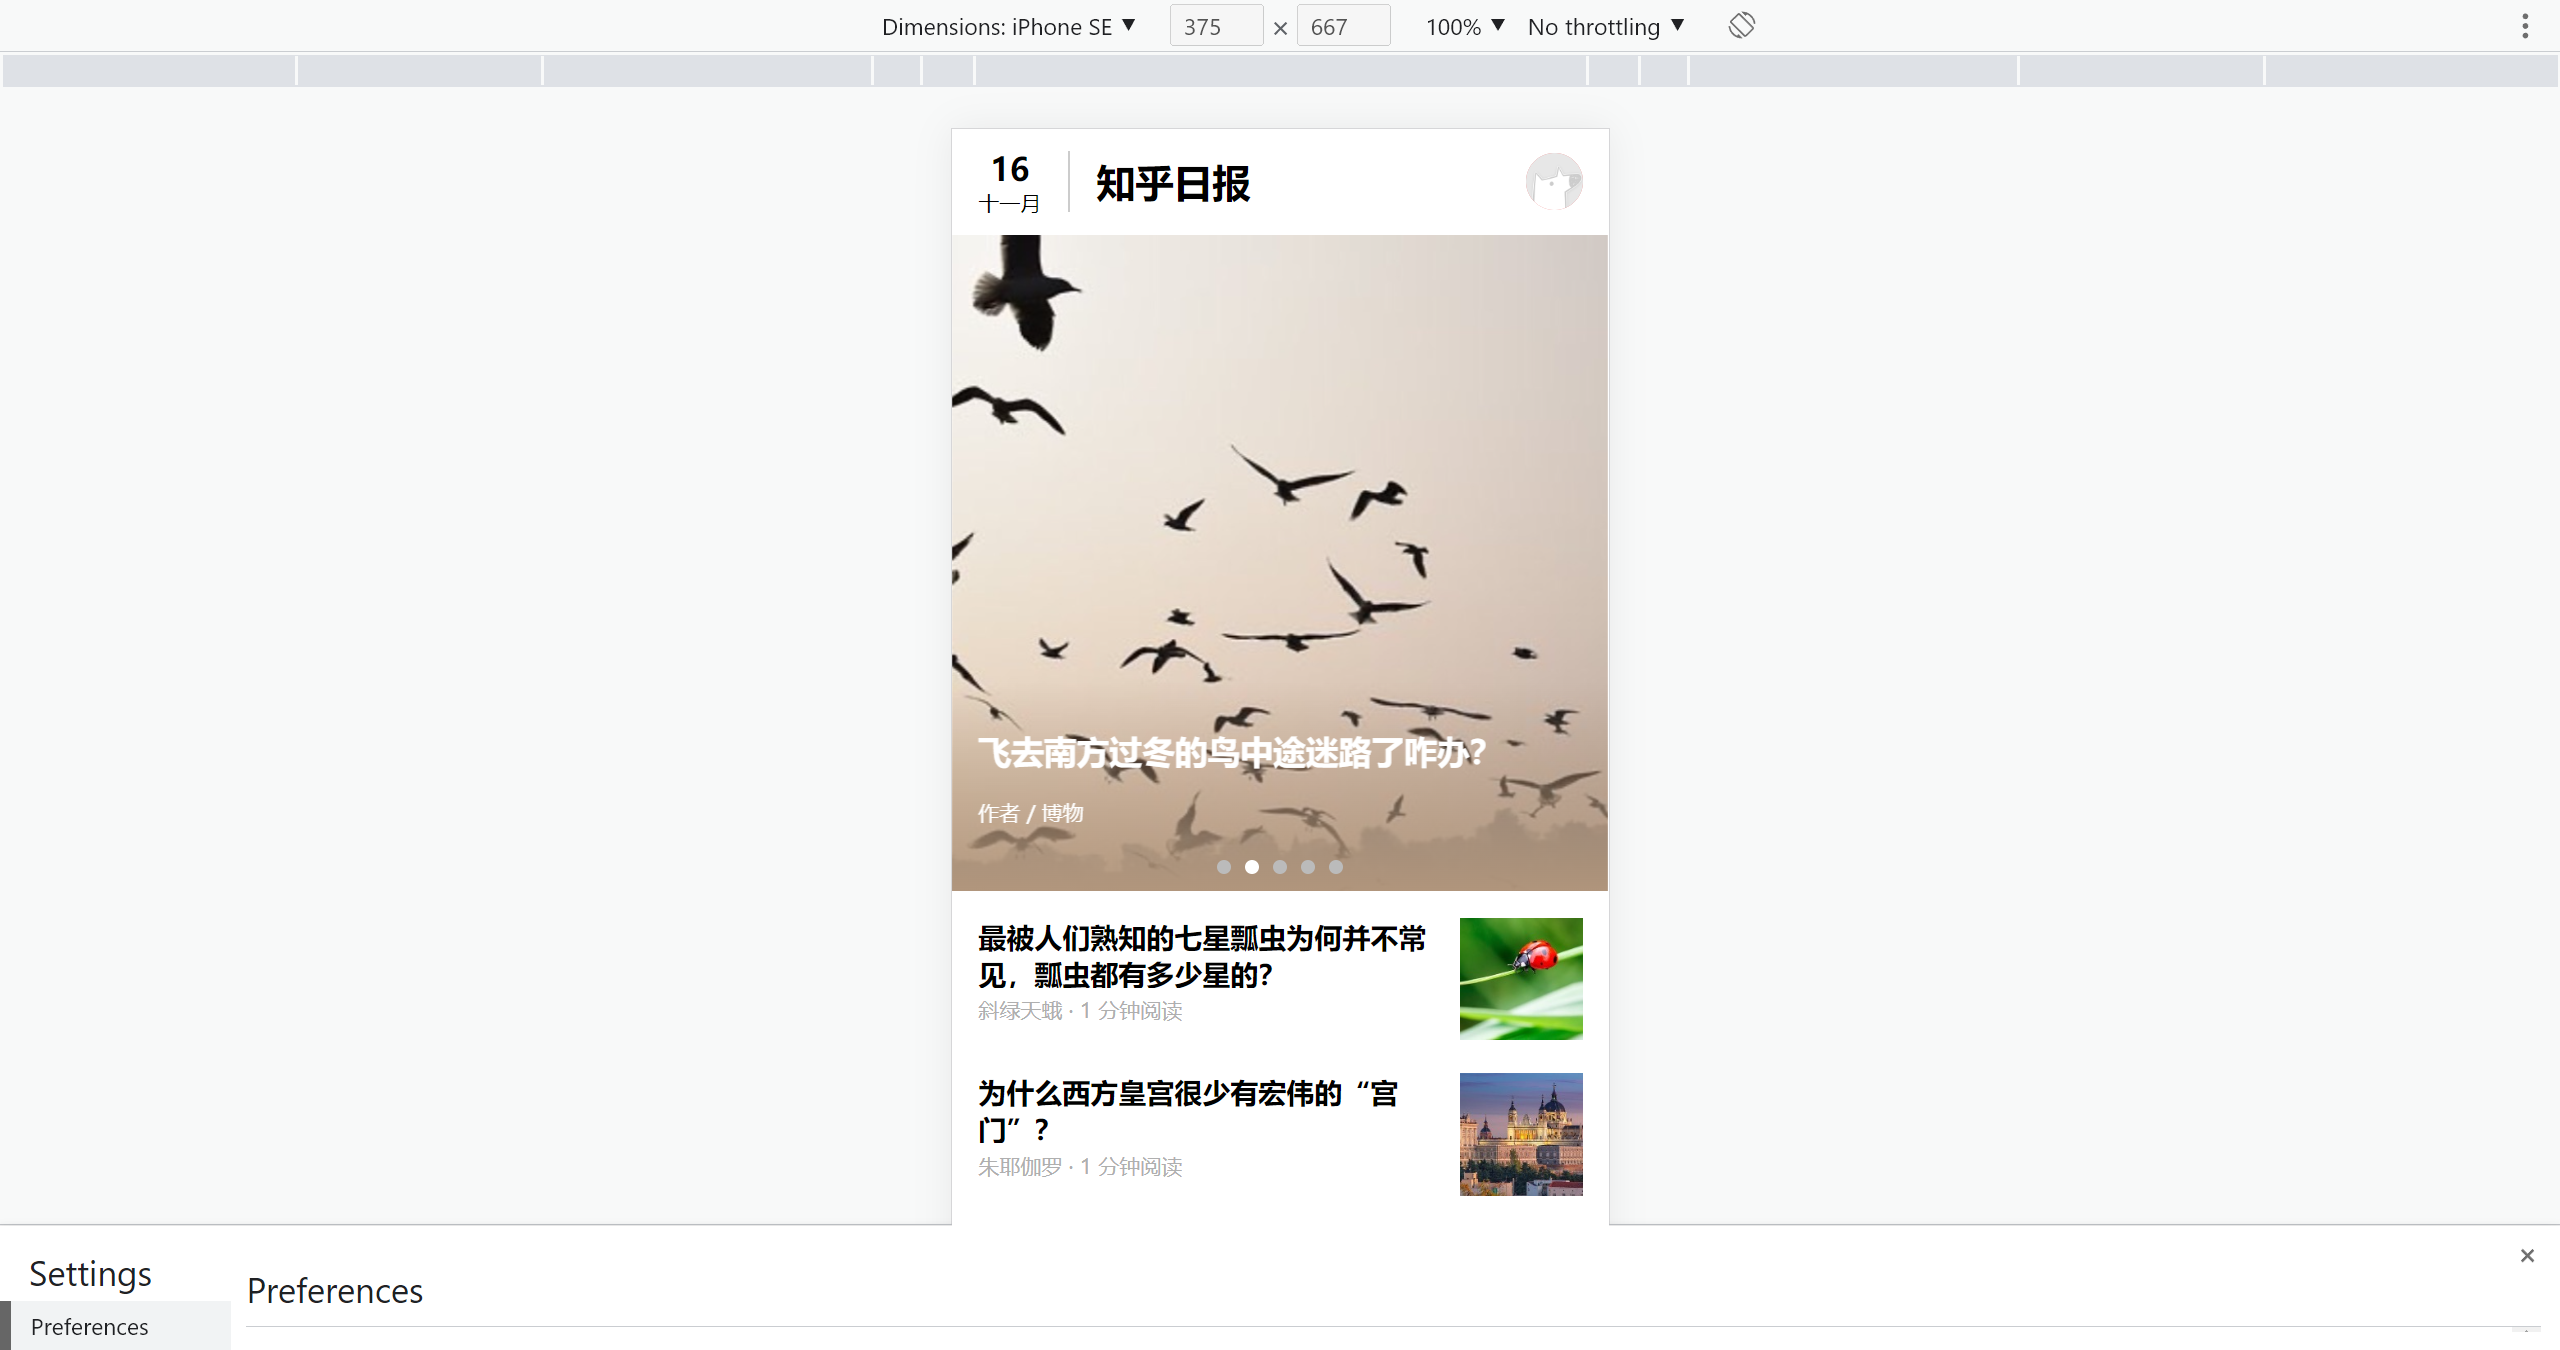 Dimensions: iPhone SE ▼ 375 × 667 100% ▼ No throttling ▼
16
十一月
知乎日报
飞去南方过冬的鸟中途迷路了咋办？
作者 / 博物
最被人们熟知的七星瓢虫为何并不常
见，瓢虫都有多少星的？
斜绿天蛾 · 1 分钟阅读
为什么西方皇宫很少有宏伟的“宫
门”？
朱耶伽罗 · 1 分钟阅读
Settings
Preferences
Preferences